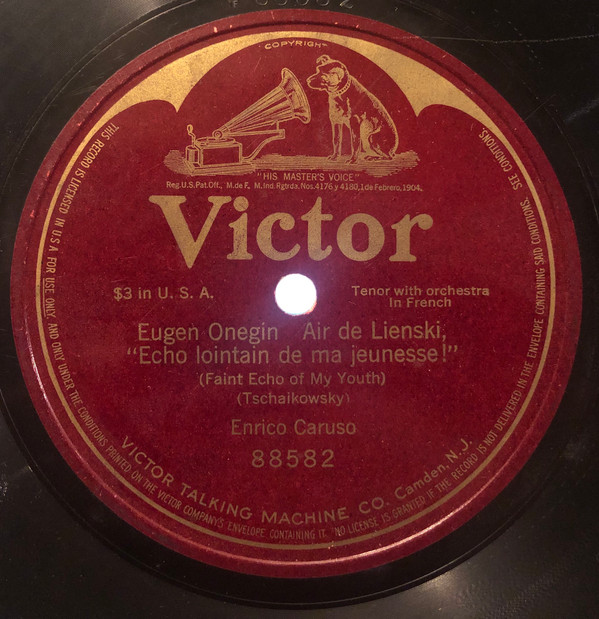 COPYRIGHT
"HIS MASTER'S VOICE"
Reg.U.S.Pat.Off., M.de F. M.Ind.Rgtrda.Nos.4176 y 4180,1 de Febrero,1904.
Victor
$3 in U. S. A.
Tenor with orchestra
In French
Eugen Onegin Air de Lienski,
"Echo lointain de ma jeunesse!"
(Faint Echo of My Youth)
(Tschaikowsky)
Enrico Caruso
88582
VICTOR TALKING MACHINE CO. Camden, N.J.
THIS RECORD IS LICENSED IN U S A FOR USE ONLY, AND ONLY UNDER THE CONDITIONS PRINTED ON THE VICTOR COMPANY'S ENVELOPE CONTAINING IT. NO LICENSE IS GRANTED IF THE RECORD IS NOT DELIVERED IN THE ENVELOPE CONTAINING SAID CONDITIONS. SEE CONDITIONS.